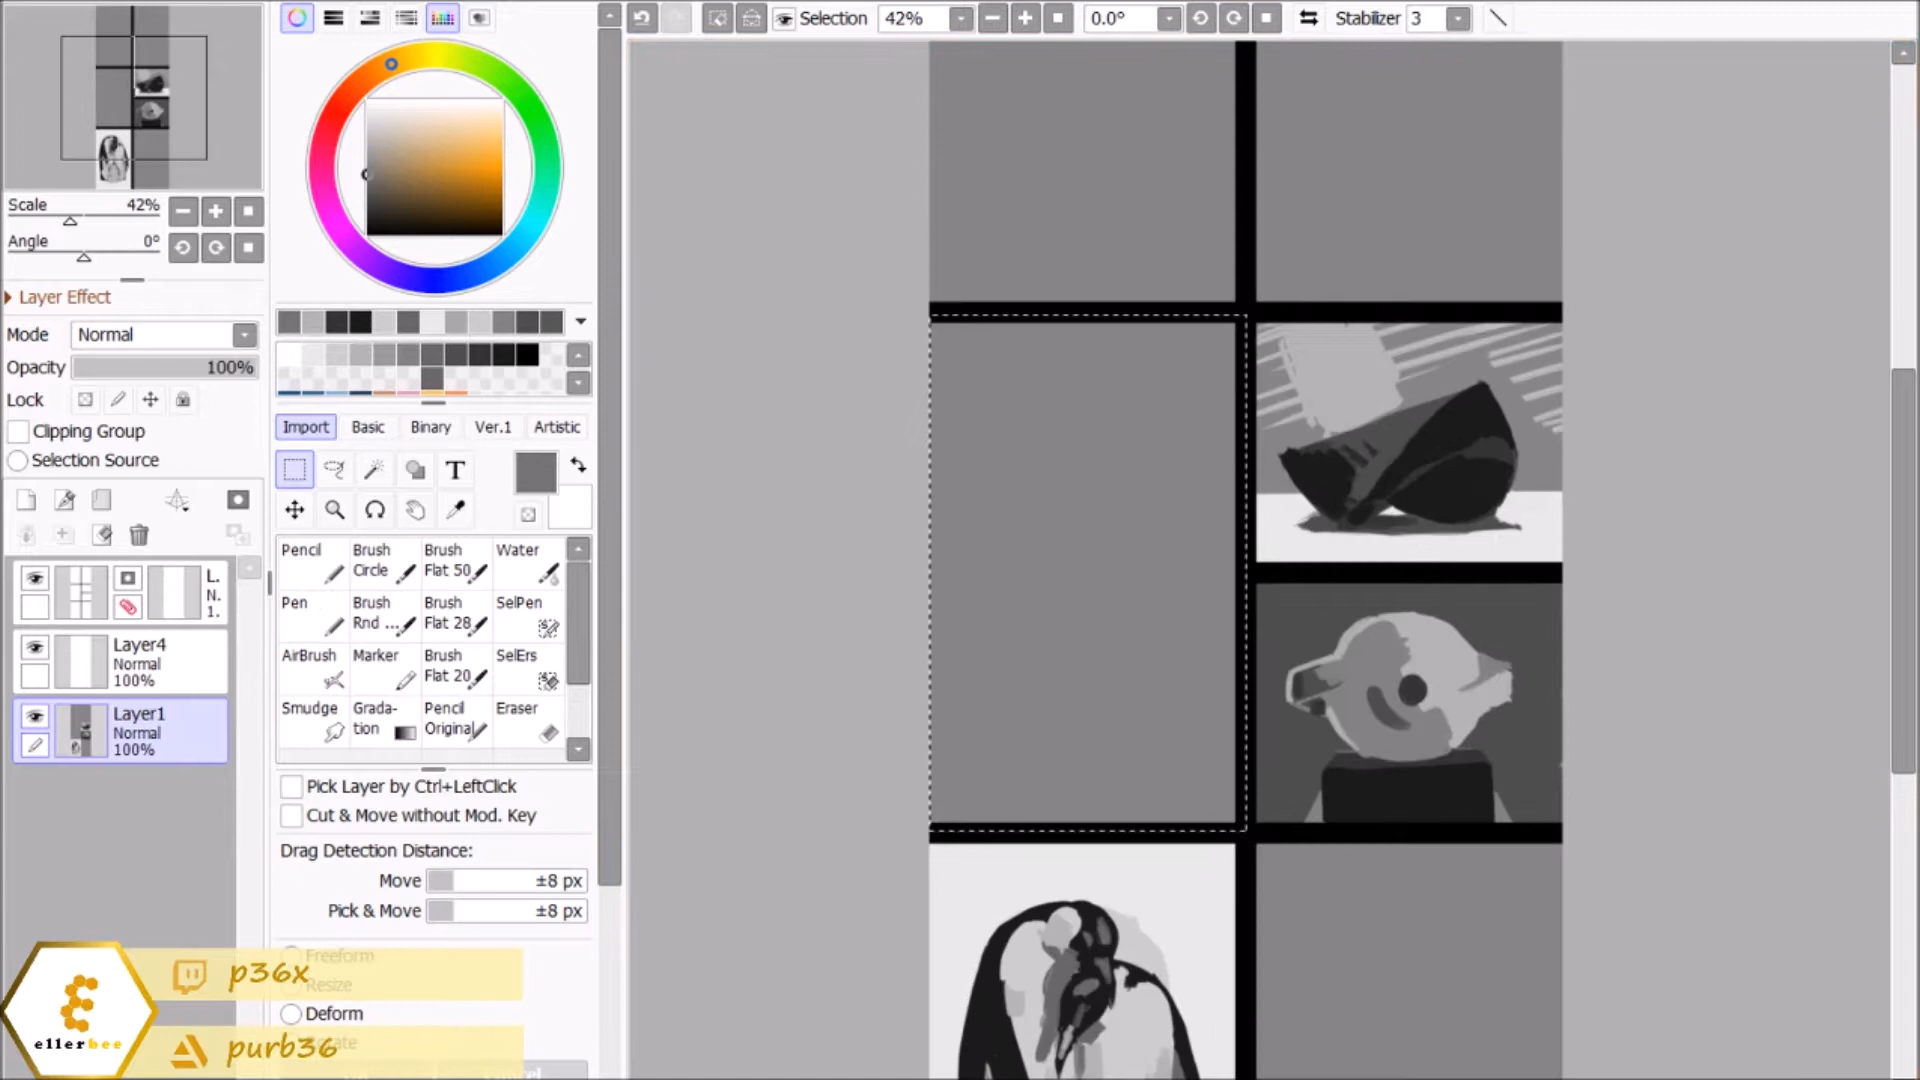 Selection 42% 0.0° Stabilizer 3
Scale 42%
Angle 0°
Layer Effect
Mode Normal
Opacity 100%
Lock
Clipping Group
Selection Source
L.
N.
1.
Layer4
Normal
100%
Layer1
Normal
100%
Import Basic Binary Ver.1 Artistic
T
Pencil Brush Circle Brush Flat 50 Water
Pen Brush Rnd ... Brush Flat 28 SelPen
AirBrush Marker Brush Flat 20 SelErs
Smudge Grada-tion Pencil Original Eraser
Pick Layer by Ctrl+LeftClick
Cut & Move without Mod. Key
Drag Detection Distance:
Move ±8 px
Pick & Move ±8 px
Freeform
Resize
Deform
p36x
purb36
ellerbee